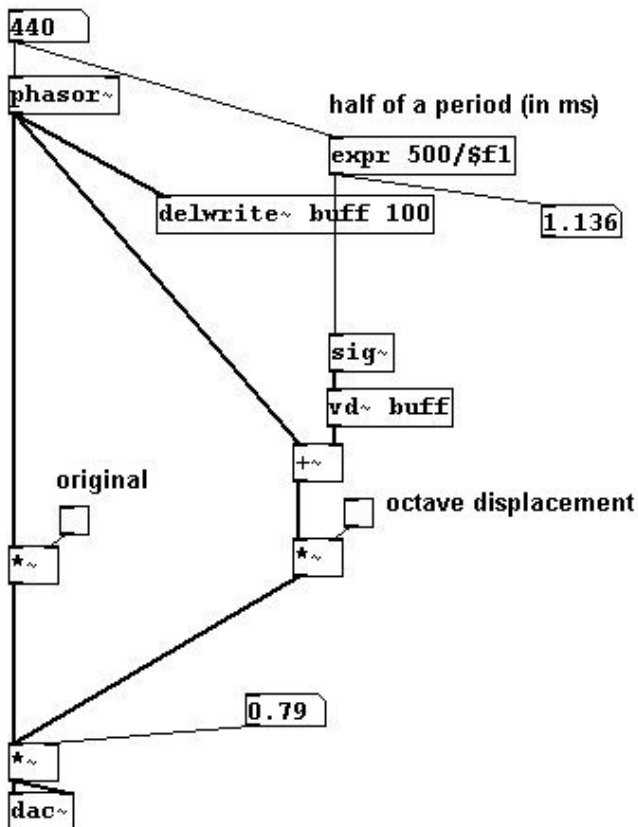 440
phasor~
half of a period (in ms)
expr 500/$f1
delwrite~ buff 100
1.136
sig~
vd~ buff
+~
original
octave displacement
*~
*~
0.79
*~
dac~